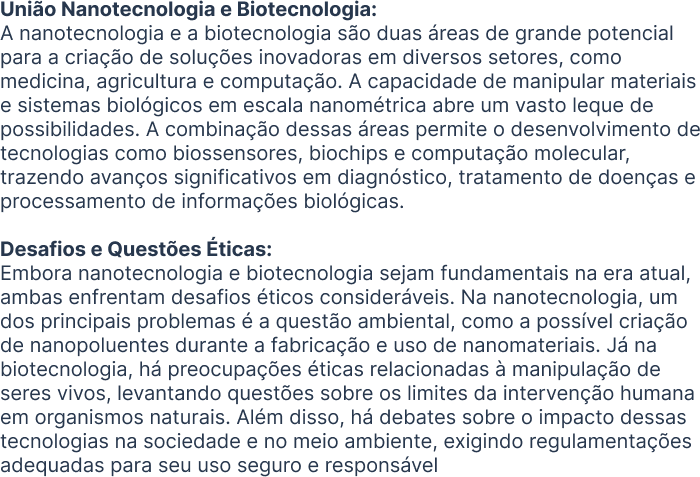 União Nanotecnologia e Biotecnologia:
A nanotecnologia e a biotecnologia são duas áreas de grande potencial
para a criação de soluções inovadoras em diversos setores, como
medicina, agricultura e computação. A capacidade de manipular materiais
e sistemas biológicos em escala nanométrica abre um vasto leque de
possibilidades. A combinação dessas áreas permite o desenvolvimento de
tecnologias como biossensores, biochips e computação molecular,
trazendo avanços significativos em diagnóstico, tratamento de doenças e
processamento de informações biológicas.
Desafios e Questões Éticas:
Embora nanotecnologia e biotecnologia sejam fundamentais na era atual,
ambas enfrentam desafios éticos consideráveis. Na nanotecnologia, um
dos principais problemas é a questão ambiental, como a possível criação
de nanopoluentes durante a fabricação e uso de nanomateriais. Já na
biotecnologia, há preocupações éticas relacionadas à manipulação de
seres vivos, levantando questões sobre os limites da intervenção humana
em organismos naturais. Além disso, há debates sobre o impacto dessas
tecnologias na sociedade e no meio ambiente, exigindo regulamentações
adequadas para seu uso seguro e responsável